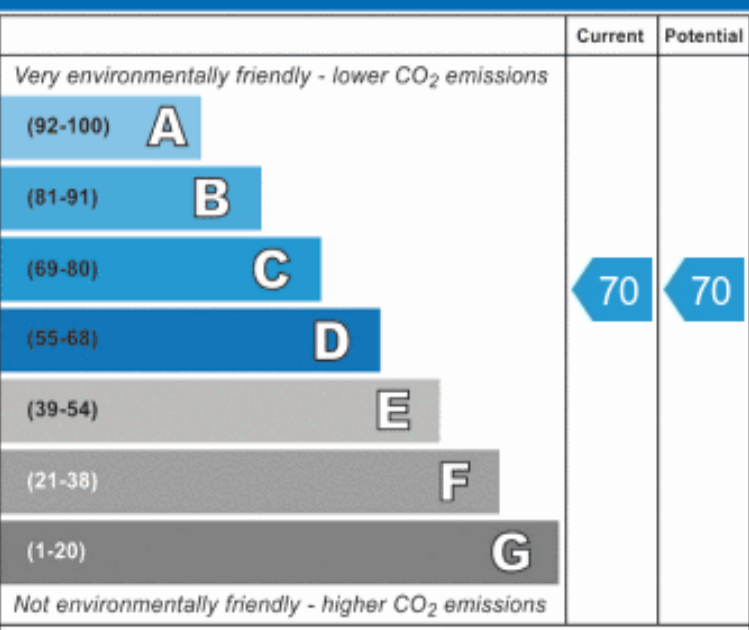 Current Potential
Very environmentally friendly - lower CO₂ emissions
(92-100) A
(81-91) B
(69-80) C
70 70
(55-68) D
(39-54) E
(21-38) F
(1-20) G
Not environmentally friendly - higher CO₂ emissions